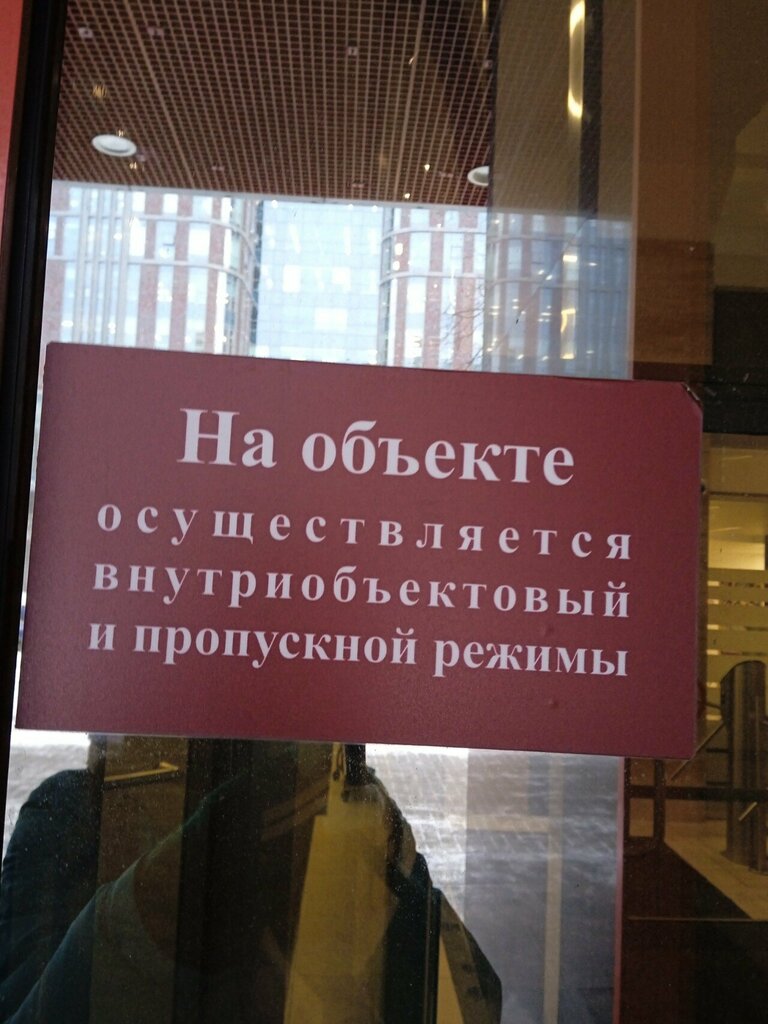 На объекте
осуществляется
внутриобъектовый
и пропускной режимы